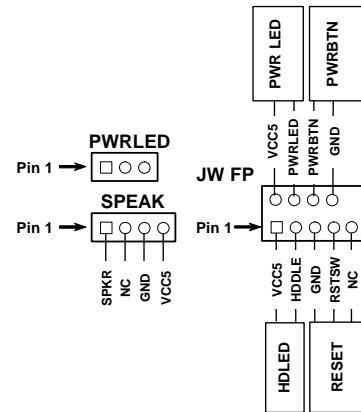 PWR LED
PWRBTN
VCC5
PWRLED
PWRBTN
GND
PWRLED
Pin 1
JW FP
SPEAK
Pin 1
Pin 1
SPKR
NC
GND
VCC5
VCC5
HDDLE
GND
RSTSW
NC
HDLED
RESET